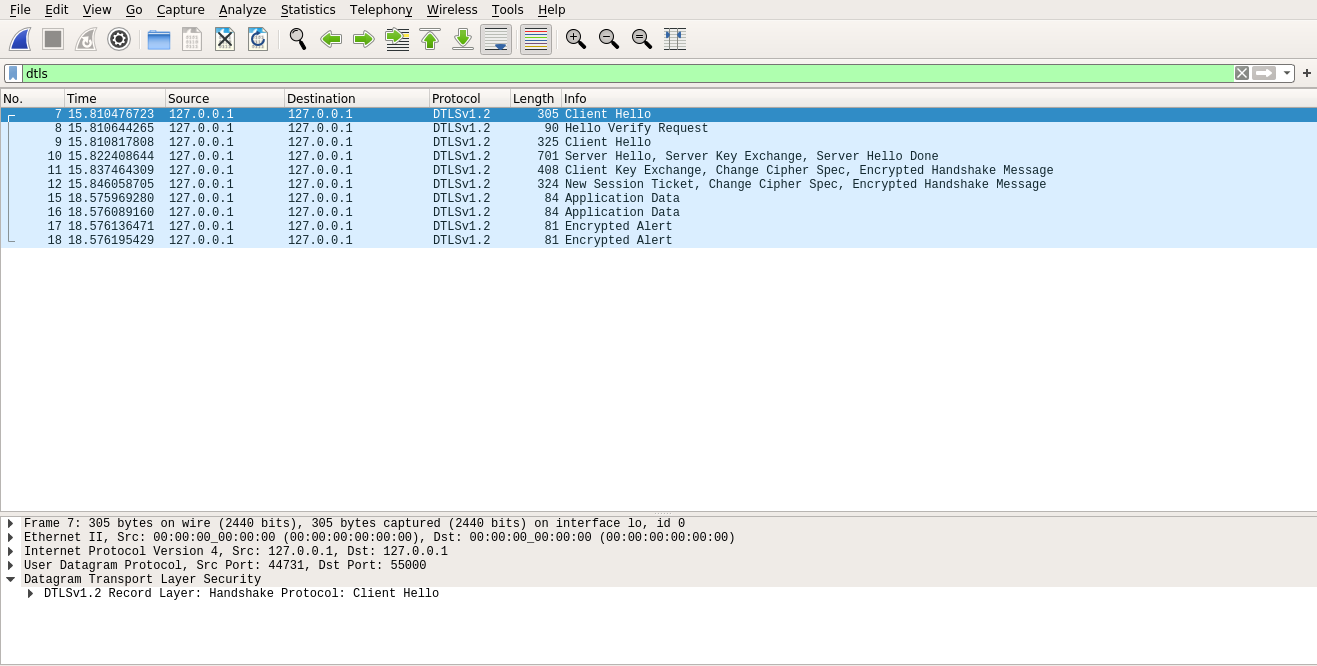 File Edit View Go Capture Analyze Statistics Telephony Wireless Tools Help
dtls
No. Time Source Destination Protocol Length Info
7 15.810476723 127.0.0.1 127.0.0.1 DTLSv1.2 305 Client Hello
8 15.810644265 127.0.0.1 127.0.0.1 DTLSv1.2 90 Hello Verify Request
9 15.810817808 127.0.0.1 127.0.0.1 DTLSv1.2 325 Client Hello
10 15.822408644 127.0.0.1 127.0.0.1 DTLSv1.2 701 Server Hello, Server Key Exchange, Server Hello Done
11 15.837464309 127.0.0.1 127.0.0.1 DTLSv1.2 408 Client Key Exchange, Change Cipher Spec, Encrypted Handshake Message
12 15.846058705 127.0.0.1 127.0.0.1 DTLSv1.2 324 New Session Ticket, Change Cipher Spec, Encrypted Handshake Message
15 18.575969280 127.0.0.1 127.0.0.1 DTLSv1.2 84 Application Data
16 18.576089160 127.0.0.1 127.0.0.1 DTLSv1.2 84 Application Data
17 18.576136471 127.0.0.1 127.0.0.1 DTLSv1.2 81 Encrypted Alert
18 18.576195429 127.0.0.1 127.0.0.1 DTLSv1.2 81 Encrypted Alert
Frame 7: 305 bytes on wire (2440 bits), 305 bytes captured (2440 bits) on interface lo, id 0
Ethernet II, Src: 00:00:00_00:00:00 (00:00:00:00:00:00), Dst: 00:00:00_00:00:00 (00:00:00:00:00:00)
Internet Protocol Version 4, Src: 127.0.0.1, Dst: 127.0.0.1
User Datagram Protocol, Src Port: 44731, Dst Port: 55000
Datagram Transport Layer Security
DTLSv1.2 Record Layer: Handshake Protocol: Client Hello